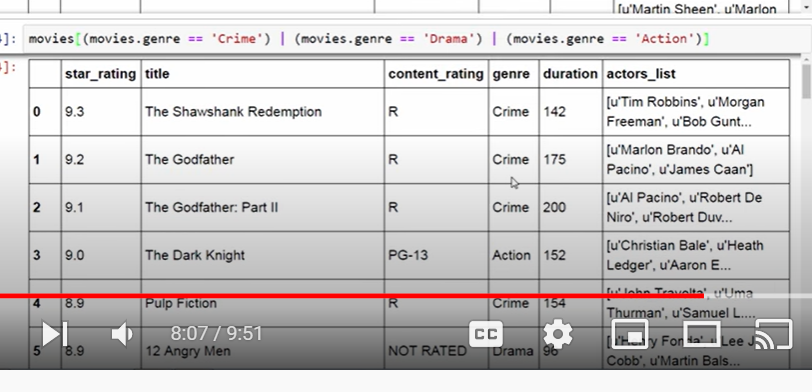 [u'Martin Sheen', u'Marlon
]: movies[(movies.genre == 'Crime') | (movies.genre == 'Drama') | (movies.genre == 'Action')]
]:
star_rating title content_rating genre duration actors_list
0 9.3 The Shawshank Redemption R Crime 142 [u'Tim Robbins', u'Morgan
Freeman', u'Bob Gunt...
1 9.2 The Godfather R Crime 175 [u'Marlon Brando', u'Al
Pacino', u'James Caan']
2 9.1 The Godfather: Part II R Crime 200 [u'Al Pacino', u'Robert De
Niro', u'Robert Duv...
3 9.0 The Dark Knight PG-13 Action 152 [u'Christian Bale', u'Heath
Ledger', u'Aaron E...
4 8.9 Pulp Fiction R Crime 154 [u'John Travolta', u'Uma
Thurman', u'Samuel L....
8:07 / 9:51 CC
5 8.9 12 Angry Men NOT RATED Drama 96 [u'Henry Fonda', u'Lee J.
Cobb', u'Martin Bals...